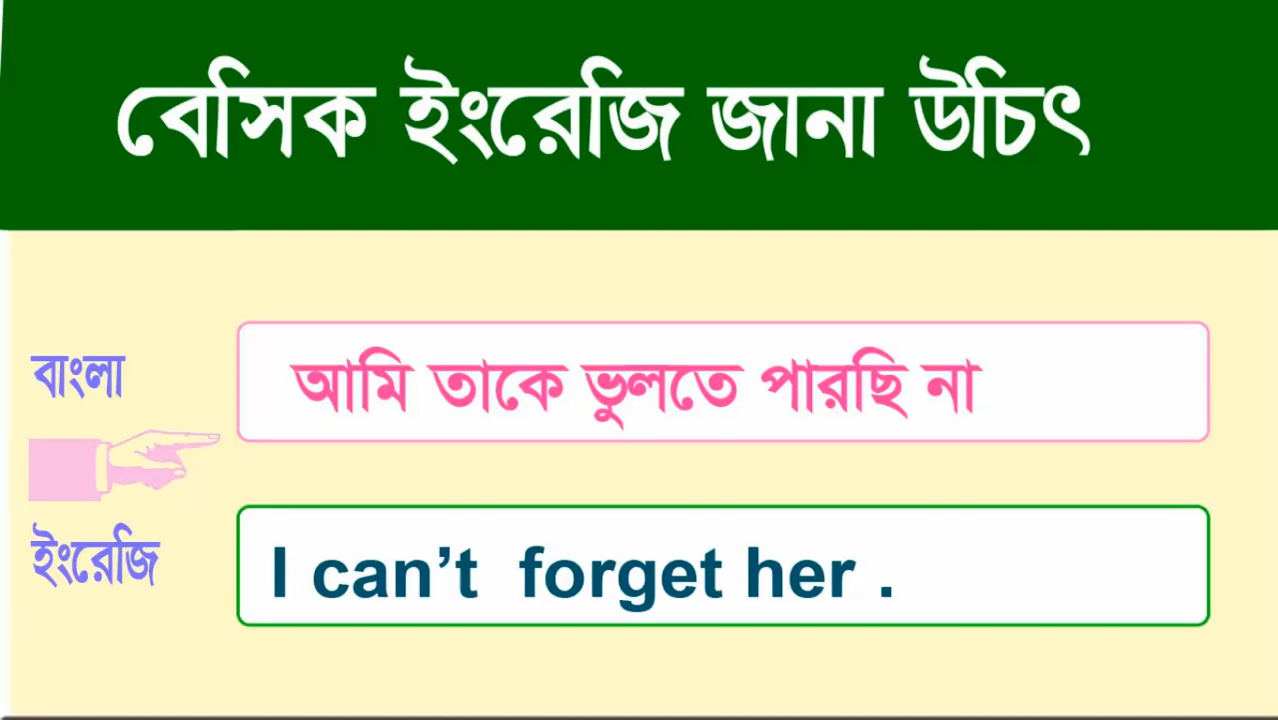 বেসিক ইংরেজি জানা উচিৎ
বাংলা
আমি তাকে ভুলতে পারছি না
ইংরেজি
I can’t forget her .